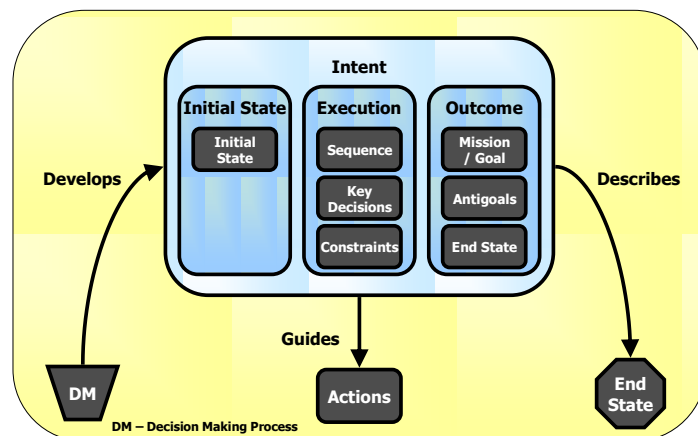 Intent
Initial State
Execution
Outcome
Initial
State
Sequence
Mission
/ Goal
Key
Decisions
Antigoals
Constraints
End State
Develops
Describes
Guides
DM
Actions
End
State
DM – Decision Making Process